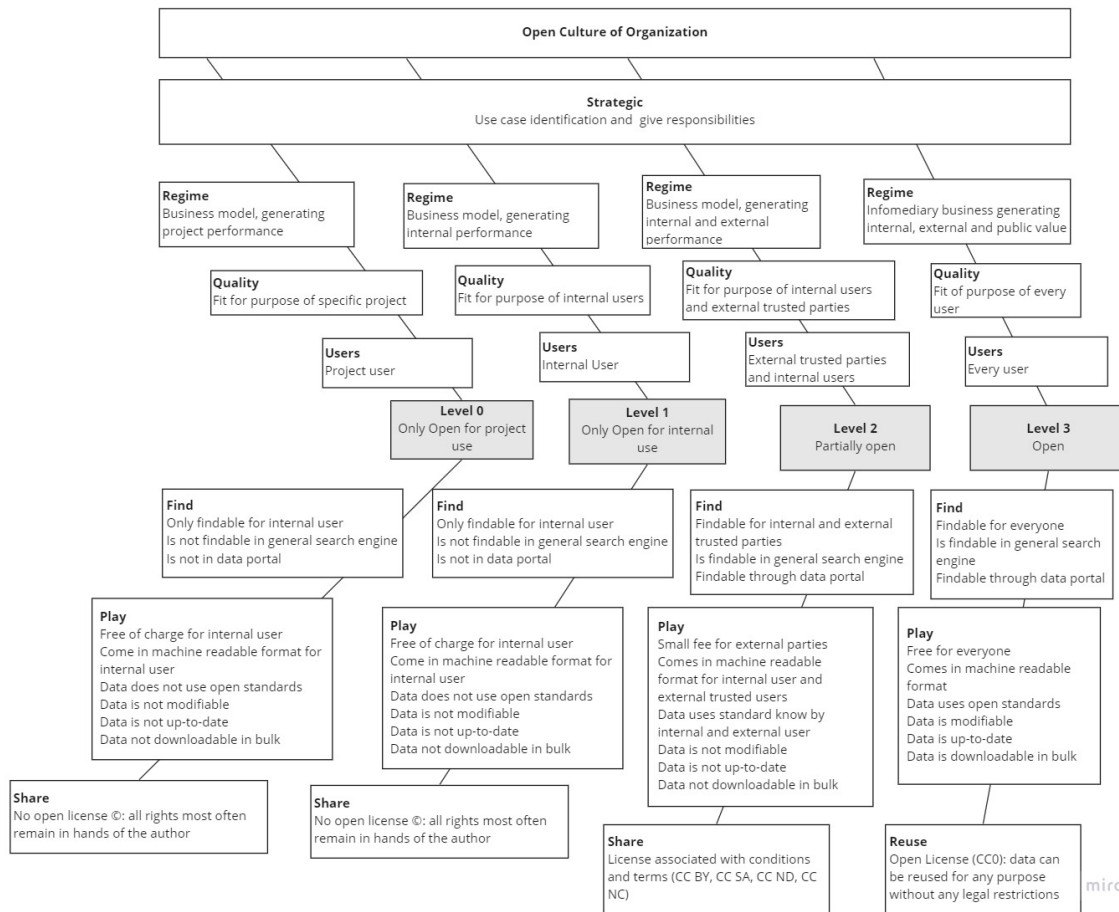 Open Culture of Organization
Strategic
Use case identification and  give responsibilities
Regime
Business model, generating
project performance
Regime
Business model, generating
internal performance
Regime
Business model, generating
internal and external
performance
Regime
Infomediary business generating
internal, external and public value
Quality
Fit for purpose of specific project
Quality
Fit for purpose of internal users
Quality
Fit for purpose of internal users
and external trusted parties
Quality
Fit of purpose of every
user
Users
Project user
Users
Internal User
Users
External trusted parties
and internal users
Users
Every user
Level 0
Only Open for project
use
Level 1
Only Open for internal
use
Level 2
Partially open
Level 3
Open
Find
Only findable for internal user
Is not findable in general search engine
Is not in data portal
Find
Only findable for internal user
Is not findable in general search engine
Is not in data portal
Find
Findable for internal and external
trusted parties
Is findable in general search engine
Findable through data portal
Find
Findable for everyone
Is findable in general search
engine
Findable through data portal
Play
Free of charge for internal user
Come in machine readable format for
internal user
Data does not use open standards
Data is not modifiable
Data is not up-to-date
Data not downloadable in bulk
Play
Free of charge for internal user
Come in machine readable format for
internal user
Data does not use open standards
Data is not modifiable
Data is not up-to-date
Data not downloadable in bulk
Play
Small fee for external parties
Comes in machine readable
format for internal user and
external trusted users
Data uses standard know by
internal and external user
Data is not modifiable
Data is not up-to-date
Data not downloadable in bulk
Play
Free for everyone
Comes in machine readable
format
Data uses open standards
Data is modifiable
Data is up-to-date
Data is downloadable in bulk
Share
No open license ©: all rights most often
remain in hands of the author
Share
No open license ©: all rights most often
remain in hands of the author
Share
License associated with conditions
and terms (CC BY, CC SA, CC ND, CC
NC)
Reuse
Open License (CC0): data can
be reused for any purpose
without any legal restrictions